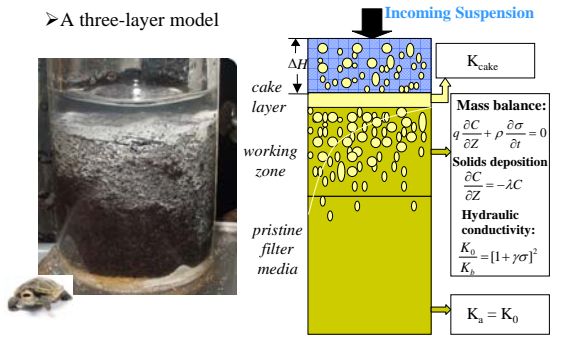 ➢A three-layer model
Incoming Suspension
ΔH
cake
layer
working
zone
pristine
filter
media
K_cake
Mass balance:
q ∂C/∂Z + ρ ∂σ/∂t = 0
Solids deposition
∂C/∂Z = −λC
Hydraulic
conductivity:
K_0/K_b = [1 + γσ]²
K_a = K_0